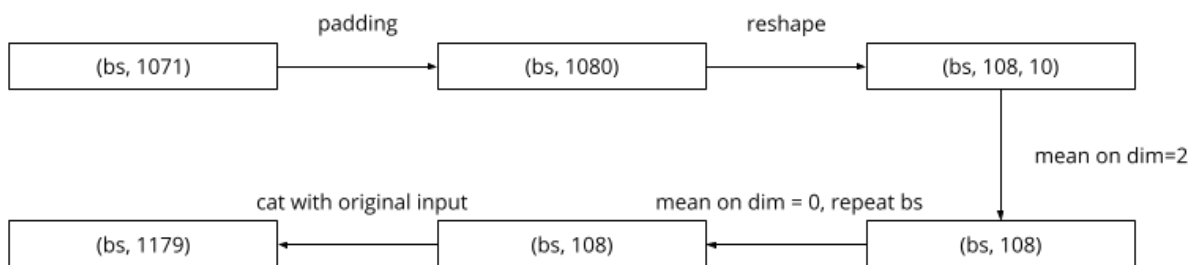 padding
reshape
(bs, 1071)
(bs, 1080)
(bs, 108, 10)
mean on dim=2
cat with original input
mean on dim = 0, repeat bs
(bs, 1179)
(bs, 108)
(bs, 108)